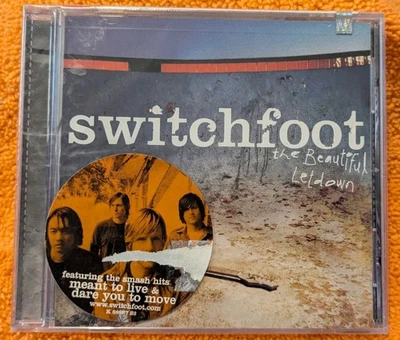 switchfoot
the Beautiful
Letdown
featuring the smash hits
meant to live &
dare you to move
www.switchfoot.com